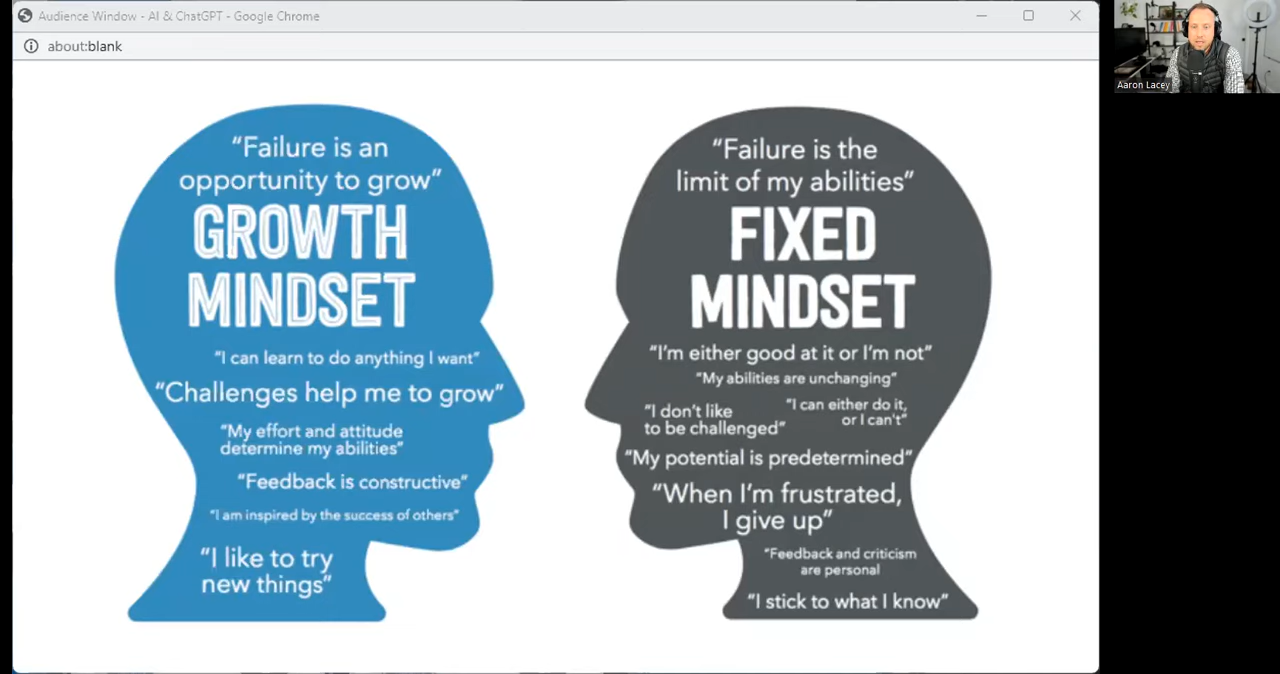 Audience Window - AI & ChatGPT - Google Chrome
about:blank
Aaron Lacey
“Failure is an
opportunity to grow”
GROWTH
MINDSET
“I can learn to do anything I want”
“Challenges help me to grow”
“My effort and attitude
determine my abilities”
“Feedback is constructive”
“I am inspired by the success of others”
“I like to try
new things”
“Failure is the
limit of my abilities”
FIXED
MINDSET
“I’m either good at it or I’m not”
“My abilities are unchanging”
“I don’t like
to be challenged”
“I can either do it,
or I can't”
“My potential is predetermined”
“When I’m frustrated,
I give up”
“Feedback and criticism
are personal
“I stick to what I know”